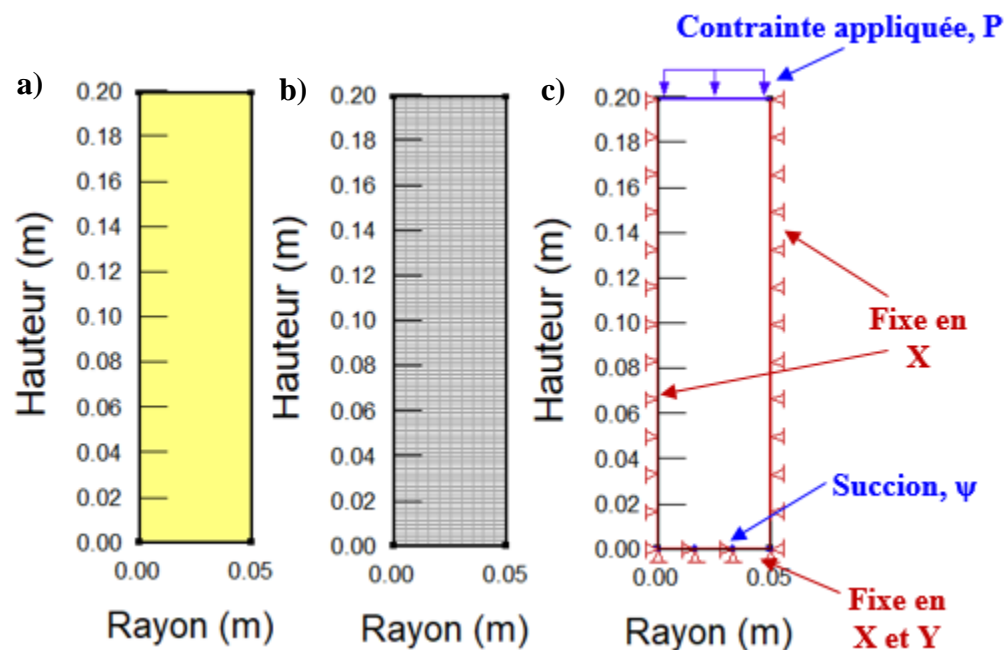 Contrainte appliquée, P
a)
0.20
0.18
0.16
0.14
0.12
0.10
0.08
0.06
0.04
0.02
0.00
Hauteur (m)
0.00 0.05
Rayon (m)
b)
0.20
0.18
0.16
0.14
0.12
0.10
0.08
0.06
0.04
0.02
0.00
Hauteur (m)
0.00 0.05
Rayon (m)
c)
0.20
0.18
0.16
0.14
0.12
0.10
0.08
0.06
0.04
0.02
0.00
Hauteur (m)
0.00 0.05
Rayon (m)
Fixe en
X
Succion, ψ
Fixe en
X et Y